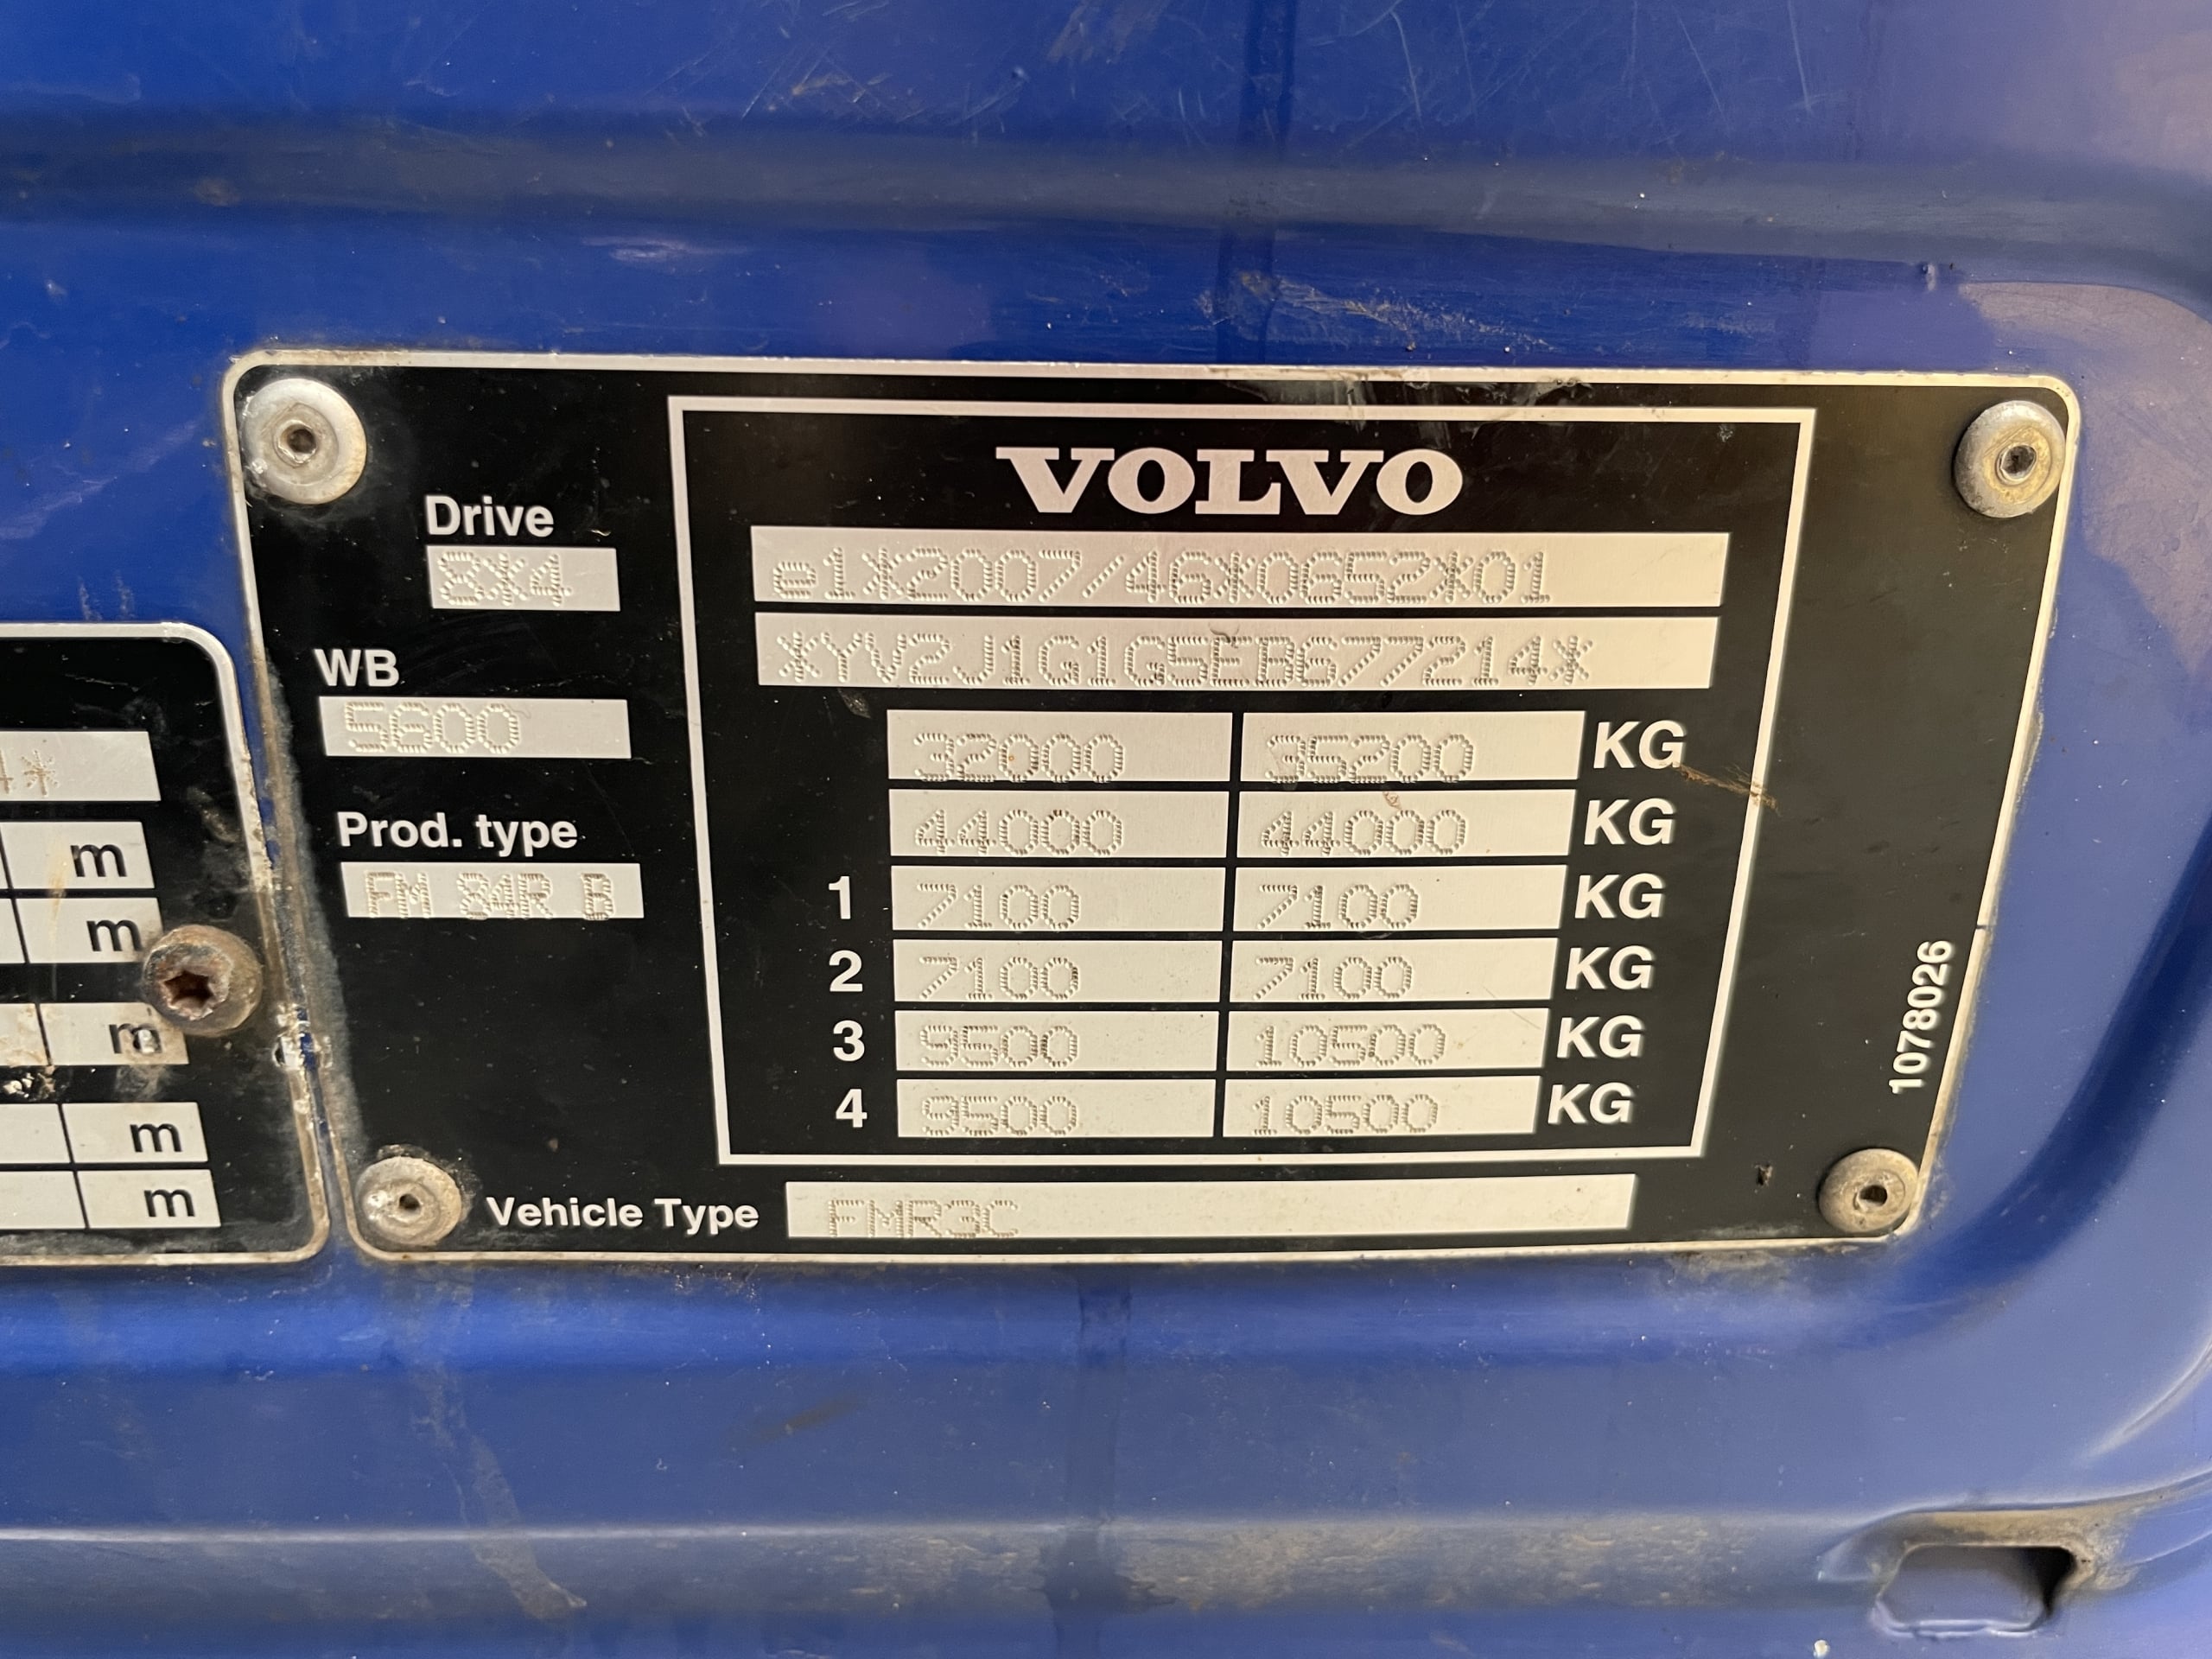 VOLVO
Drive
8X4
e1*2007/46*0652*01
*YV2J1G1G5EB677214*
WB
5600
32000 35200 KG
44000 44000 KG
Prod. type
FM 84R B
1 7100 7100 KG
2 7100 7100 KG
3 9500 10500 KG
4 9500 10500 KG
Vehicle Type FMR3C
1078026
4*
m
m
m
m
m